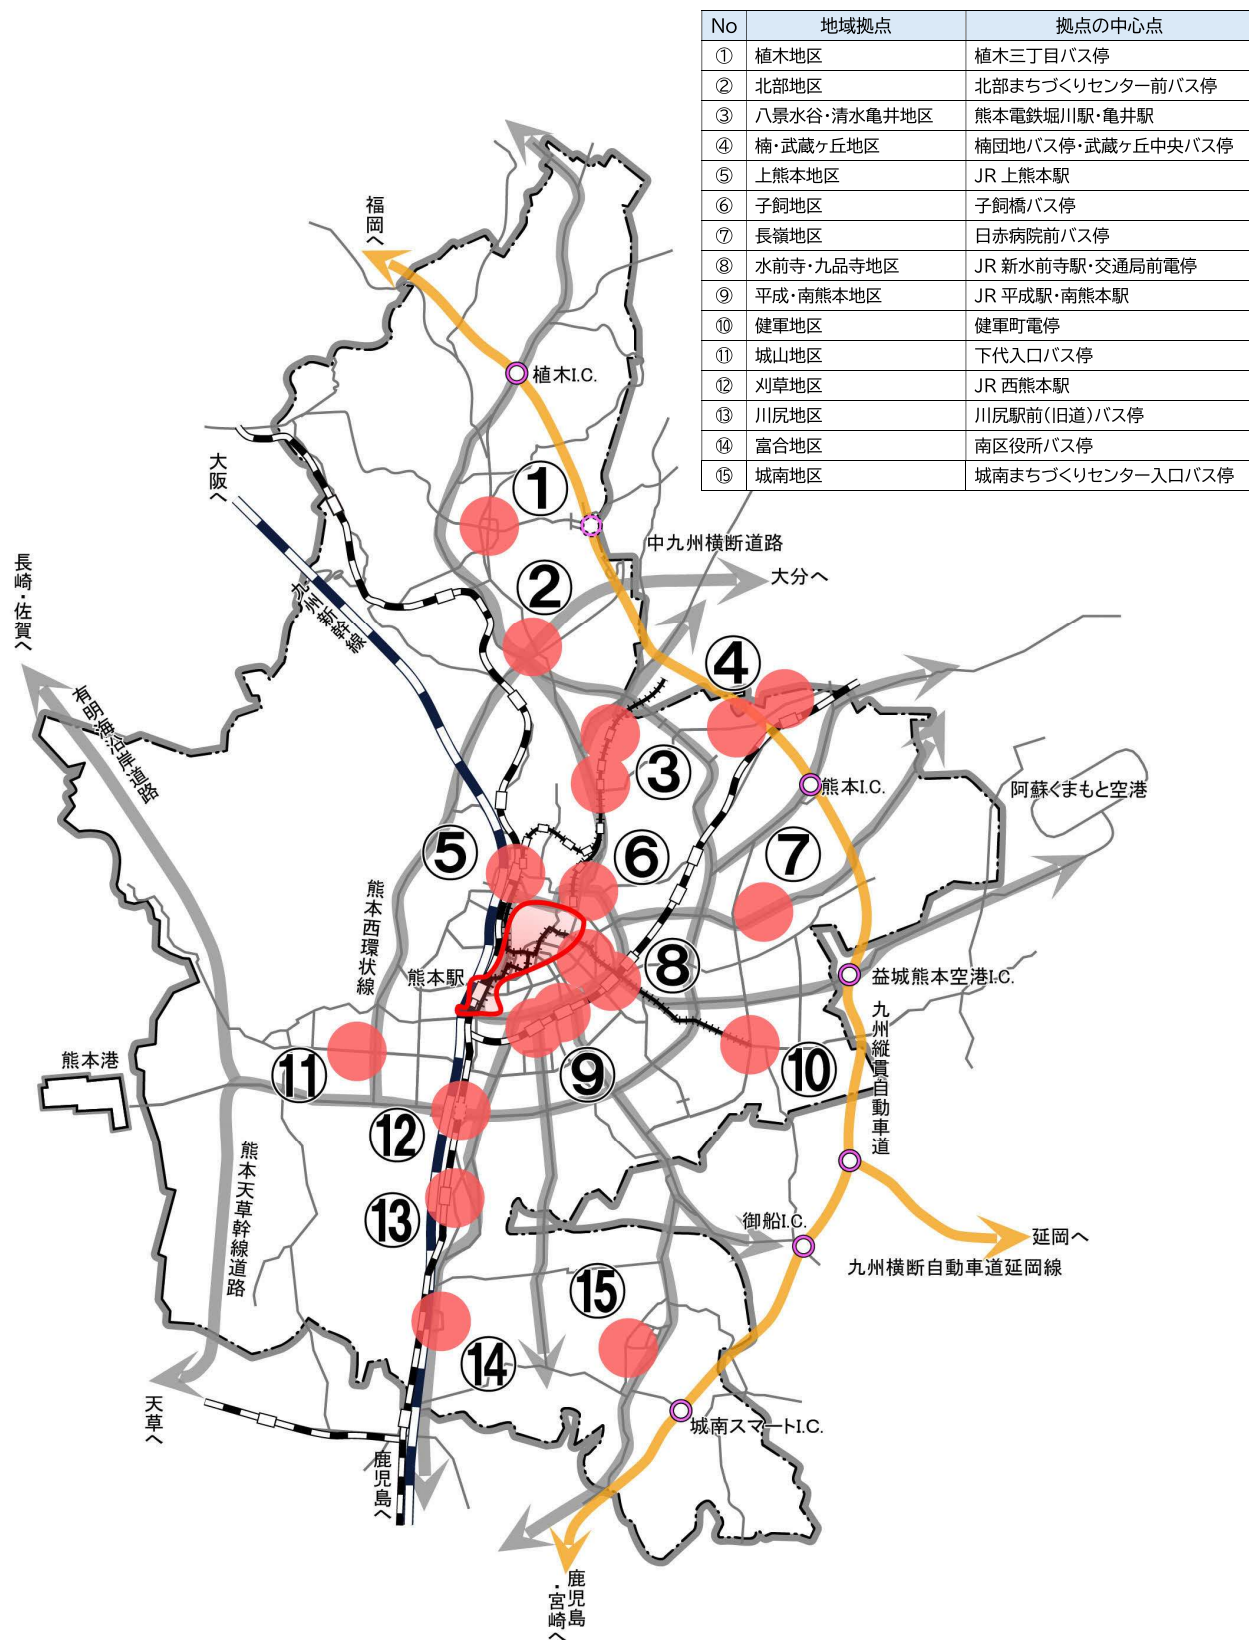 No 地域拠点 拠点の中心点
① 植木地区 植木三丁目バス停
② 北部地区 北部まちづくりセンター前バス停
③ 八景水谷・清水亀井地区 熊本電鉄堀川駅・亀井駅
④ 楠・武蔵ヶ丘地区 楠団地バス停・武蔵ヶ丘中央バス停
⑤ 上熊本地区 JR 上熊本駅
⑥ 子飼地区 子飼橋バス停
⑦ 長嶺地区 日赤病院前バス停
⑧ 水前寺・九品寺地区 JR 新水前寺駅・交通局前電停
⑨ 平成・南熊本地区 JR 平成駅・南熊本駅
⑩ 健軍地区 健軍町電停
⑪ 城山地区 下代入口バス停
⑫ 刈草地区 JR 西熊本駅
⑬ 川尻地区 川尻駅前(旧道)バス停
⑭ 富合地区 南区役所バス停
⑮ 城南地区 城南まちづくりセンター入口バス停
福岡へ
植木I.C.
大阪へ
①
中九州横断道路
大分へ
長崎・佐賀へ
九州新幹線
②
④
有明海沿岸道路
③
熊本I.C.
阿蘇くまもと空港
⑤
⑥
⑦
熊本西環状線
熊本駅
⑧
益城熊本空港I.C.
九州縦貫自動車道
熊本港
⑪
⑨
⑩
⑫
熊本天草幹線道路
⑬
御船I.C.
延岡へ
九州横断自動車道延岡線
⑮
⑭
天草へ
城南スマートI.C.
鹿児島へ
鹿児島
・宮崎へ